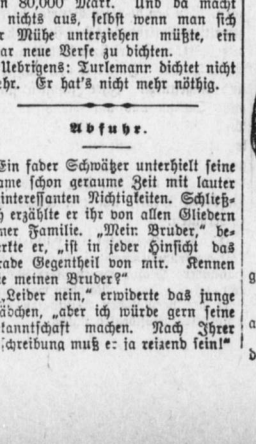 n 80,000 Mark. Und da macht
nichts aus, selbst wenn man sich
r Mühe unterziehen müßte, ein
ar neue Verse zu dichten.
Uebrigens: Turlemann dichtet nicht
ehr. Er hat's nicht mehr nöthig.
Abfuhr.
Ein fader Schwätzer unterhielt seine
ame schon geraume Zeit mit lauter
interessanten Nichtigkeiten. Schließ-
h erzählte er ihr von allen Gliedern
ner Familie. „Mein Bruder,“ be-
erkte er, „ist in jeder Hinsicht das
rade Gegentheil von mir. Kennen
e meinen Bruder?“
„Leider nein,“ erwiderte das junge
ädchen, „aber ich würde gern seine
kanntschaft machen. Nach Ihrer
schreibung muß er ja reizend sein!“